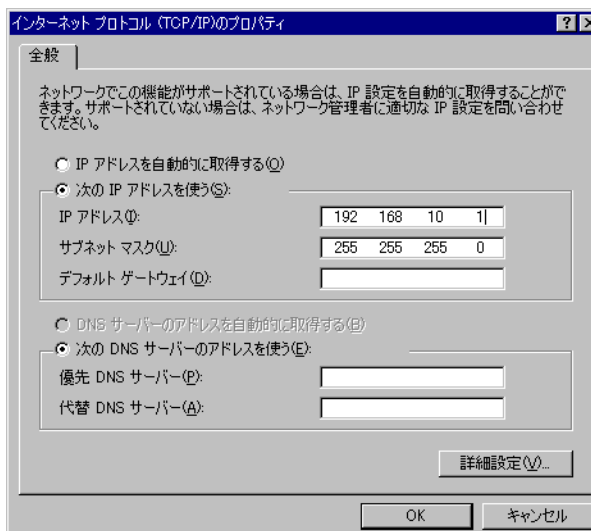 インターネット プロトコル (TCP/IP)のプロパティ
全般
ネットワークでこの機能がサポートされている場合は、IP 設定を自動的に取得することがで
きます。サポートされていない場合は、ネットワーク管理者に適切な IP 設定を問い合わせ
てください。
IP アドレスを自動的に取得する(O)
次の IP アドレスを使う(S):
IP アドレス(I): 192 168 10 1
サブネット マスク(U): 255 255 255 0
デフォルト ゲートウェイ(D):
DNS サーバーのアドレスを自動的に取得する(B)
次の DNS サーバーのアドレスを使う(E):
優先 DNS サーバー(P):
代替 DNS サーバー(A):
詳細設定(V)...
OK キャンセル